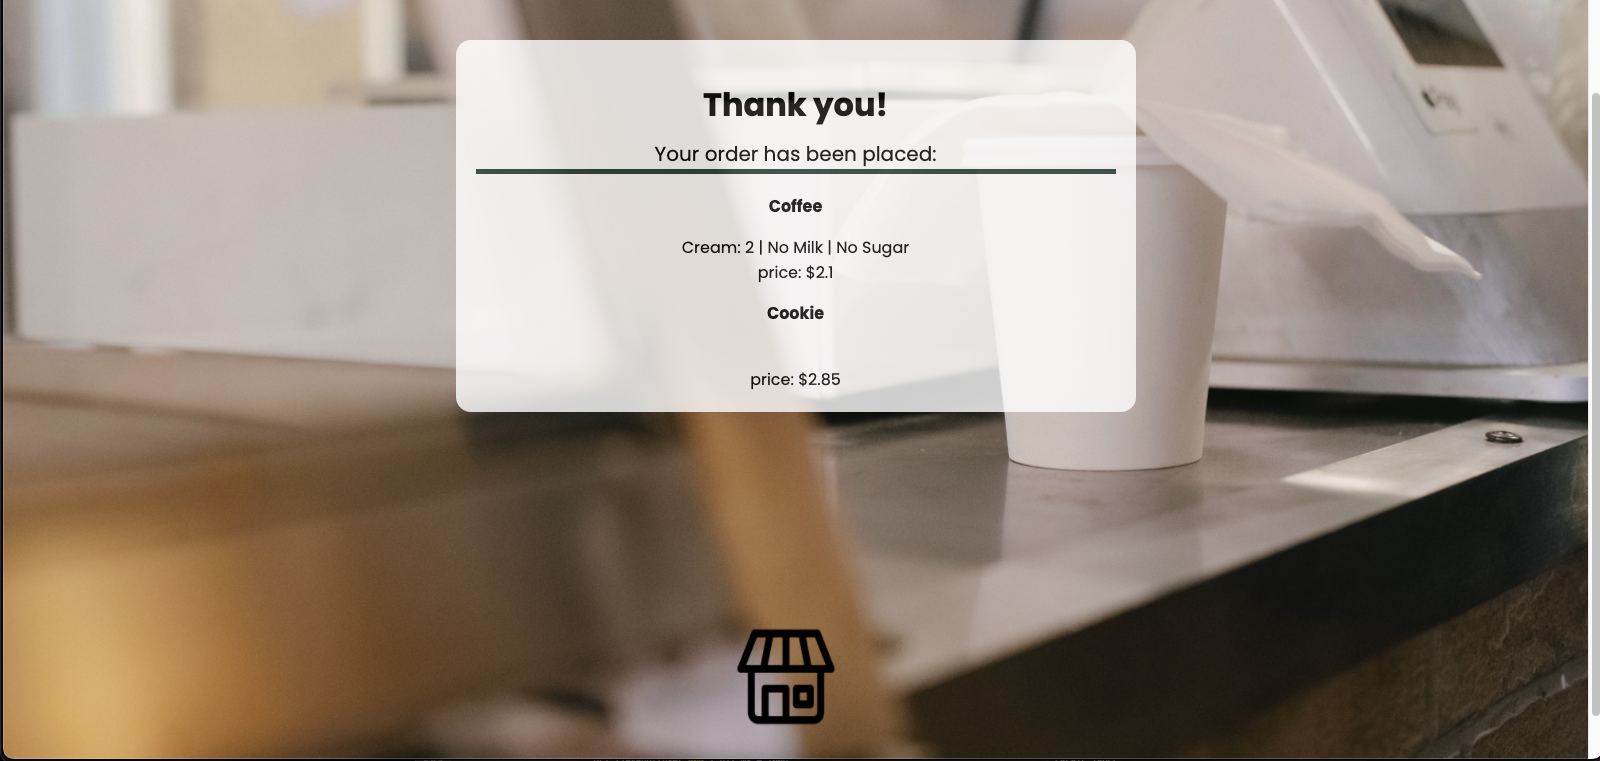 Thank you!
Your order has been placed:
Coffee
Cream: 2 | No Milk | No Sugar
price: $2.1
Cookie
price: $2.85